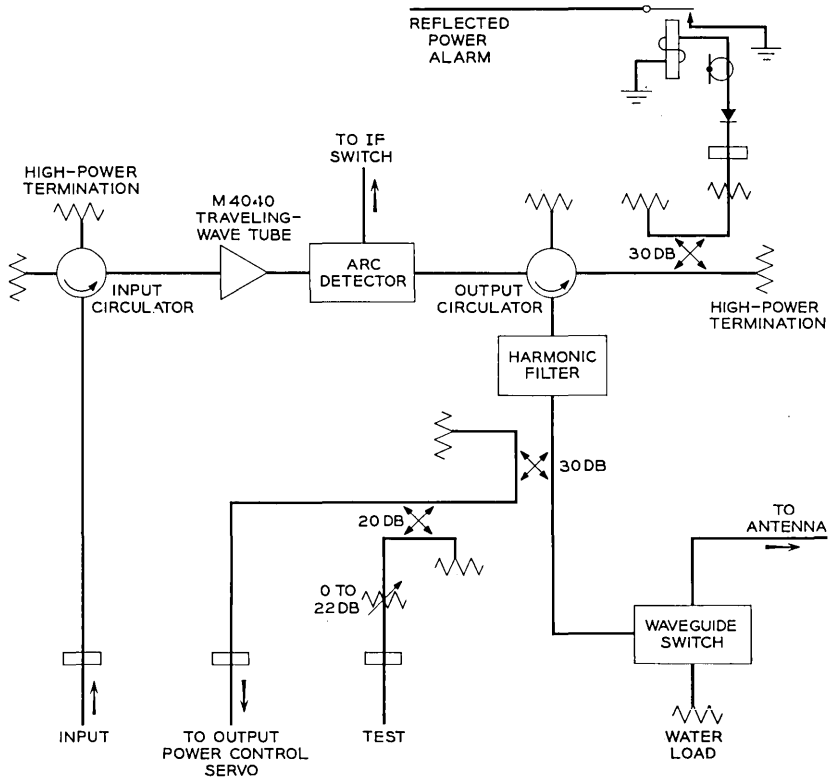 REFLECTED
POWER
ALARM
TO IF
SWITCH
HIGH-POWER
TERMINATION
M4040
TRAVELING-
WAVE TUBE
30 DB
ARC
DETECTOR
INPUT
CIRCULATOR
OUTPUT
CIRCULATOR
HIGH-POWER
TERMINATION
HARMONIC
FILTER
30 DB
20 DB
TO
ANTENNA
0 TO
22 DB
WAVEGUIDE
SWITCH
INPUT
TO OUTPUT
POWER CONTROL
SERVO
TEST
WATER
LOAD